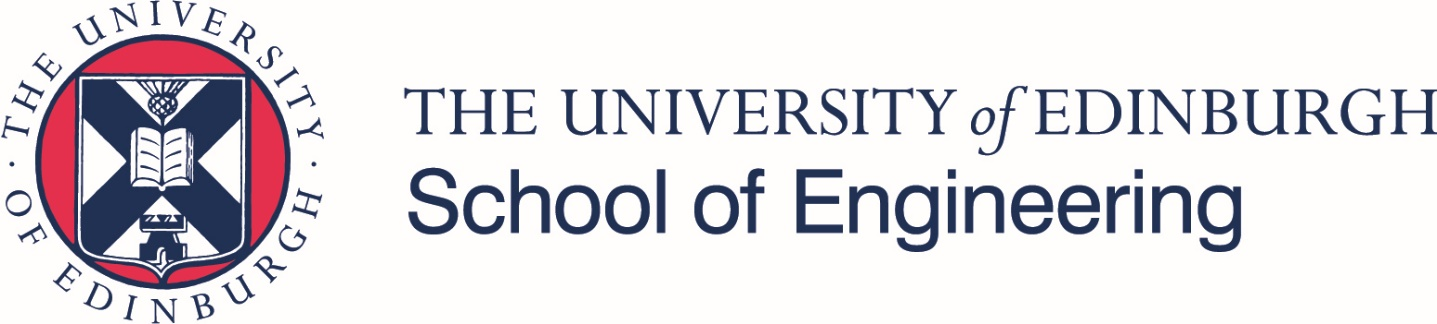 THE UNIVERSITY OF EDINBURGH
THE UNIVERSITY of EDINBURGH
School of Engineering